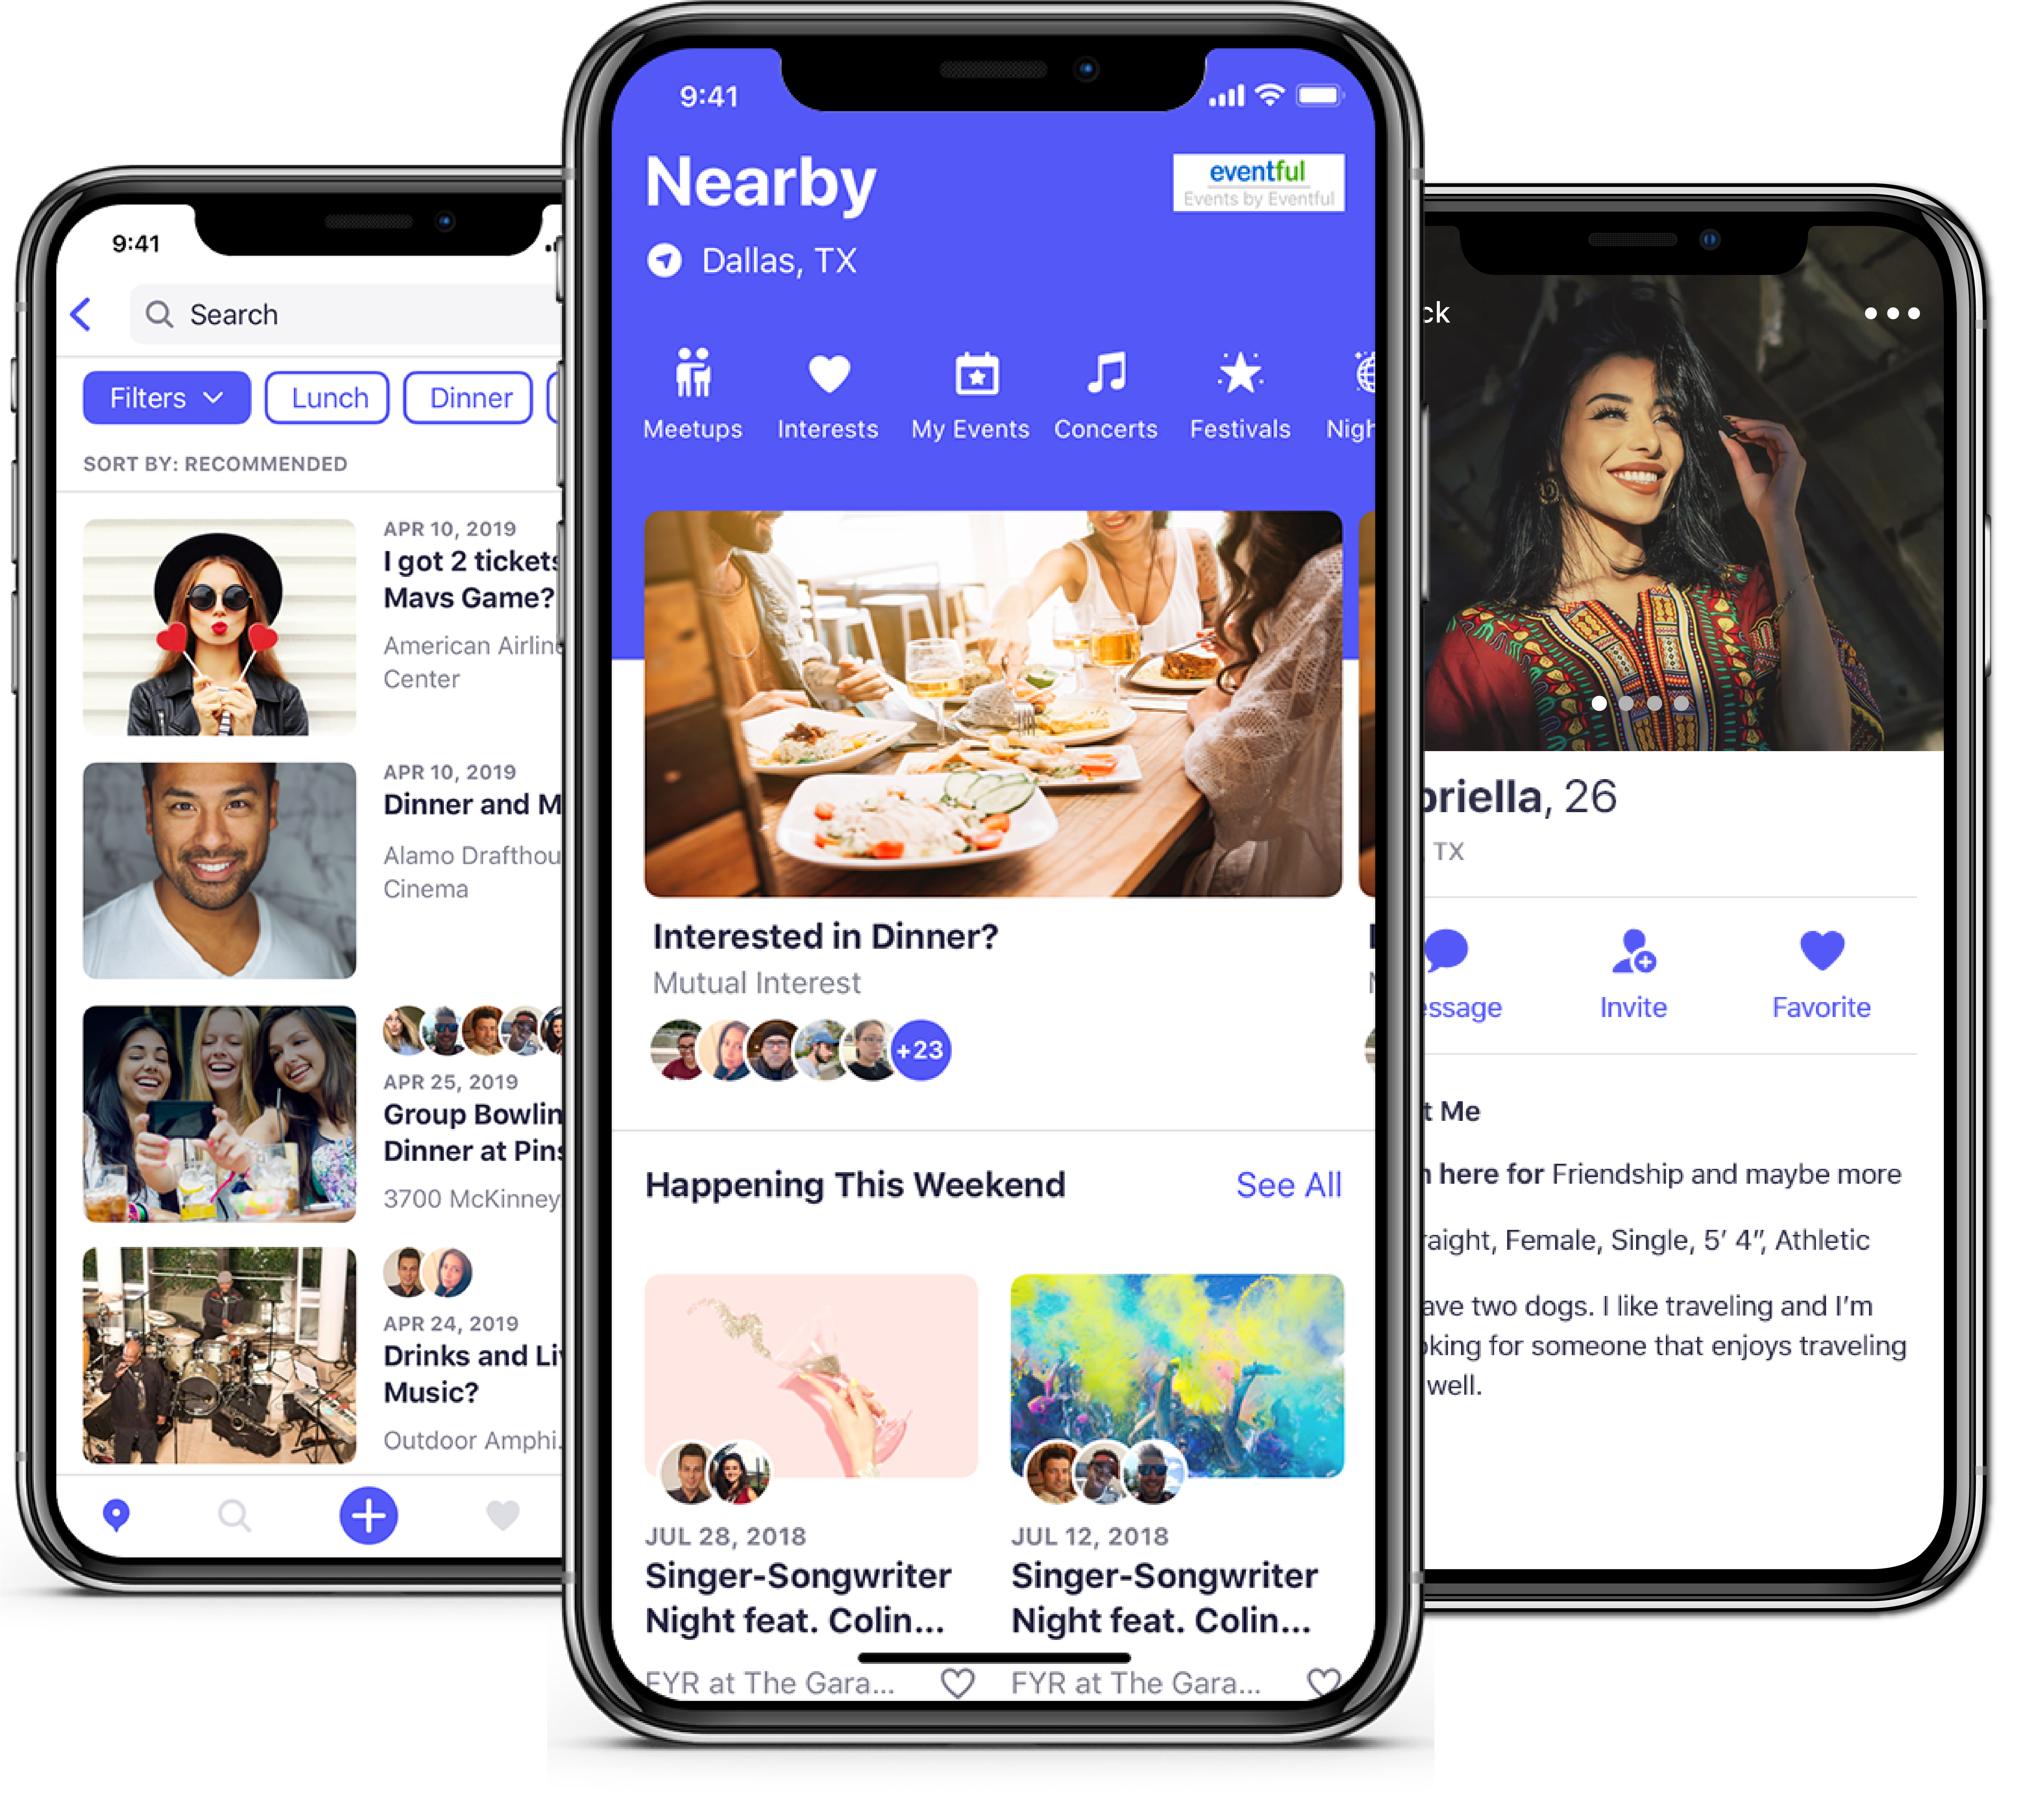 9:41
Search
Filters
Lunch
Dinner
SORT BY: RECOMMENDED
APR 10, 2019
I got 2 tickets
Mavs Game?
American Airlin
Center
APR 10, 2019
Dinner and M
Alamo Drafthou
Cinema
APR 25, 2019
Group Bowlin
Dinner at Pins
3700 McKinney
APR 24, 2019
Drinks and Li
Music?
Outdoor Amphi.
9:41
Nearby
eventful
Events by Eventful
Dallas, TX
Meetups
Interests
My Events
Concerts
Festivals
Nigh
Interested in Dinner?
Mutual Interest
+23
Happening This Weekend
See All
JUL 28, 2018
Singer-Songwriter
Night feat. Colin...
FYR at The Gara...
JUL 12, 2018
Singer-Songwriter
Night feat. Colin...
FYR at The Gara...
ck
briella, 26
TX
ssage
Invite
Favorite
t Me
here for Friendship and maybe more
raight, Female, Single, 5' 4", Athletic
ave two dogs. I like traveling and I'm
king for someone that enjoys traveling
well.